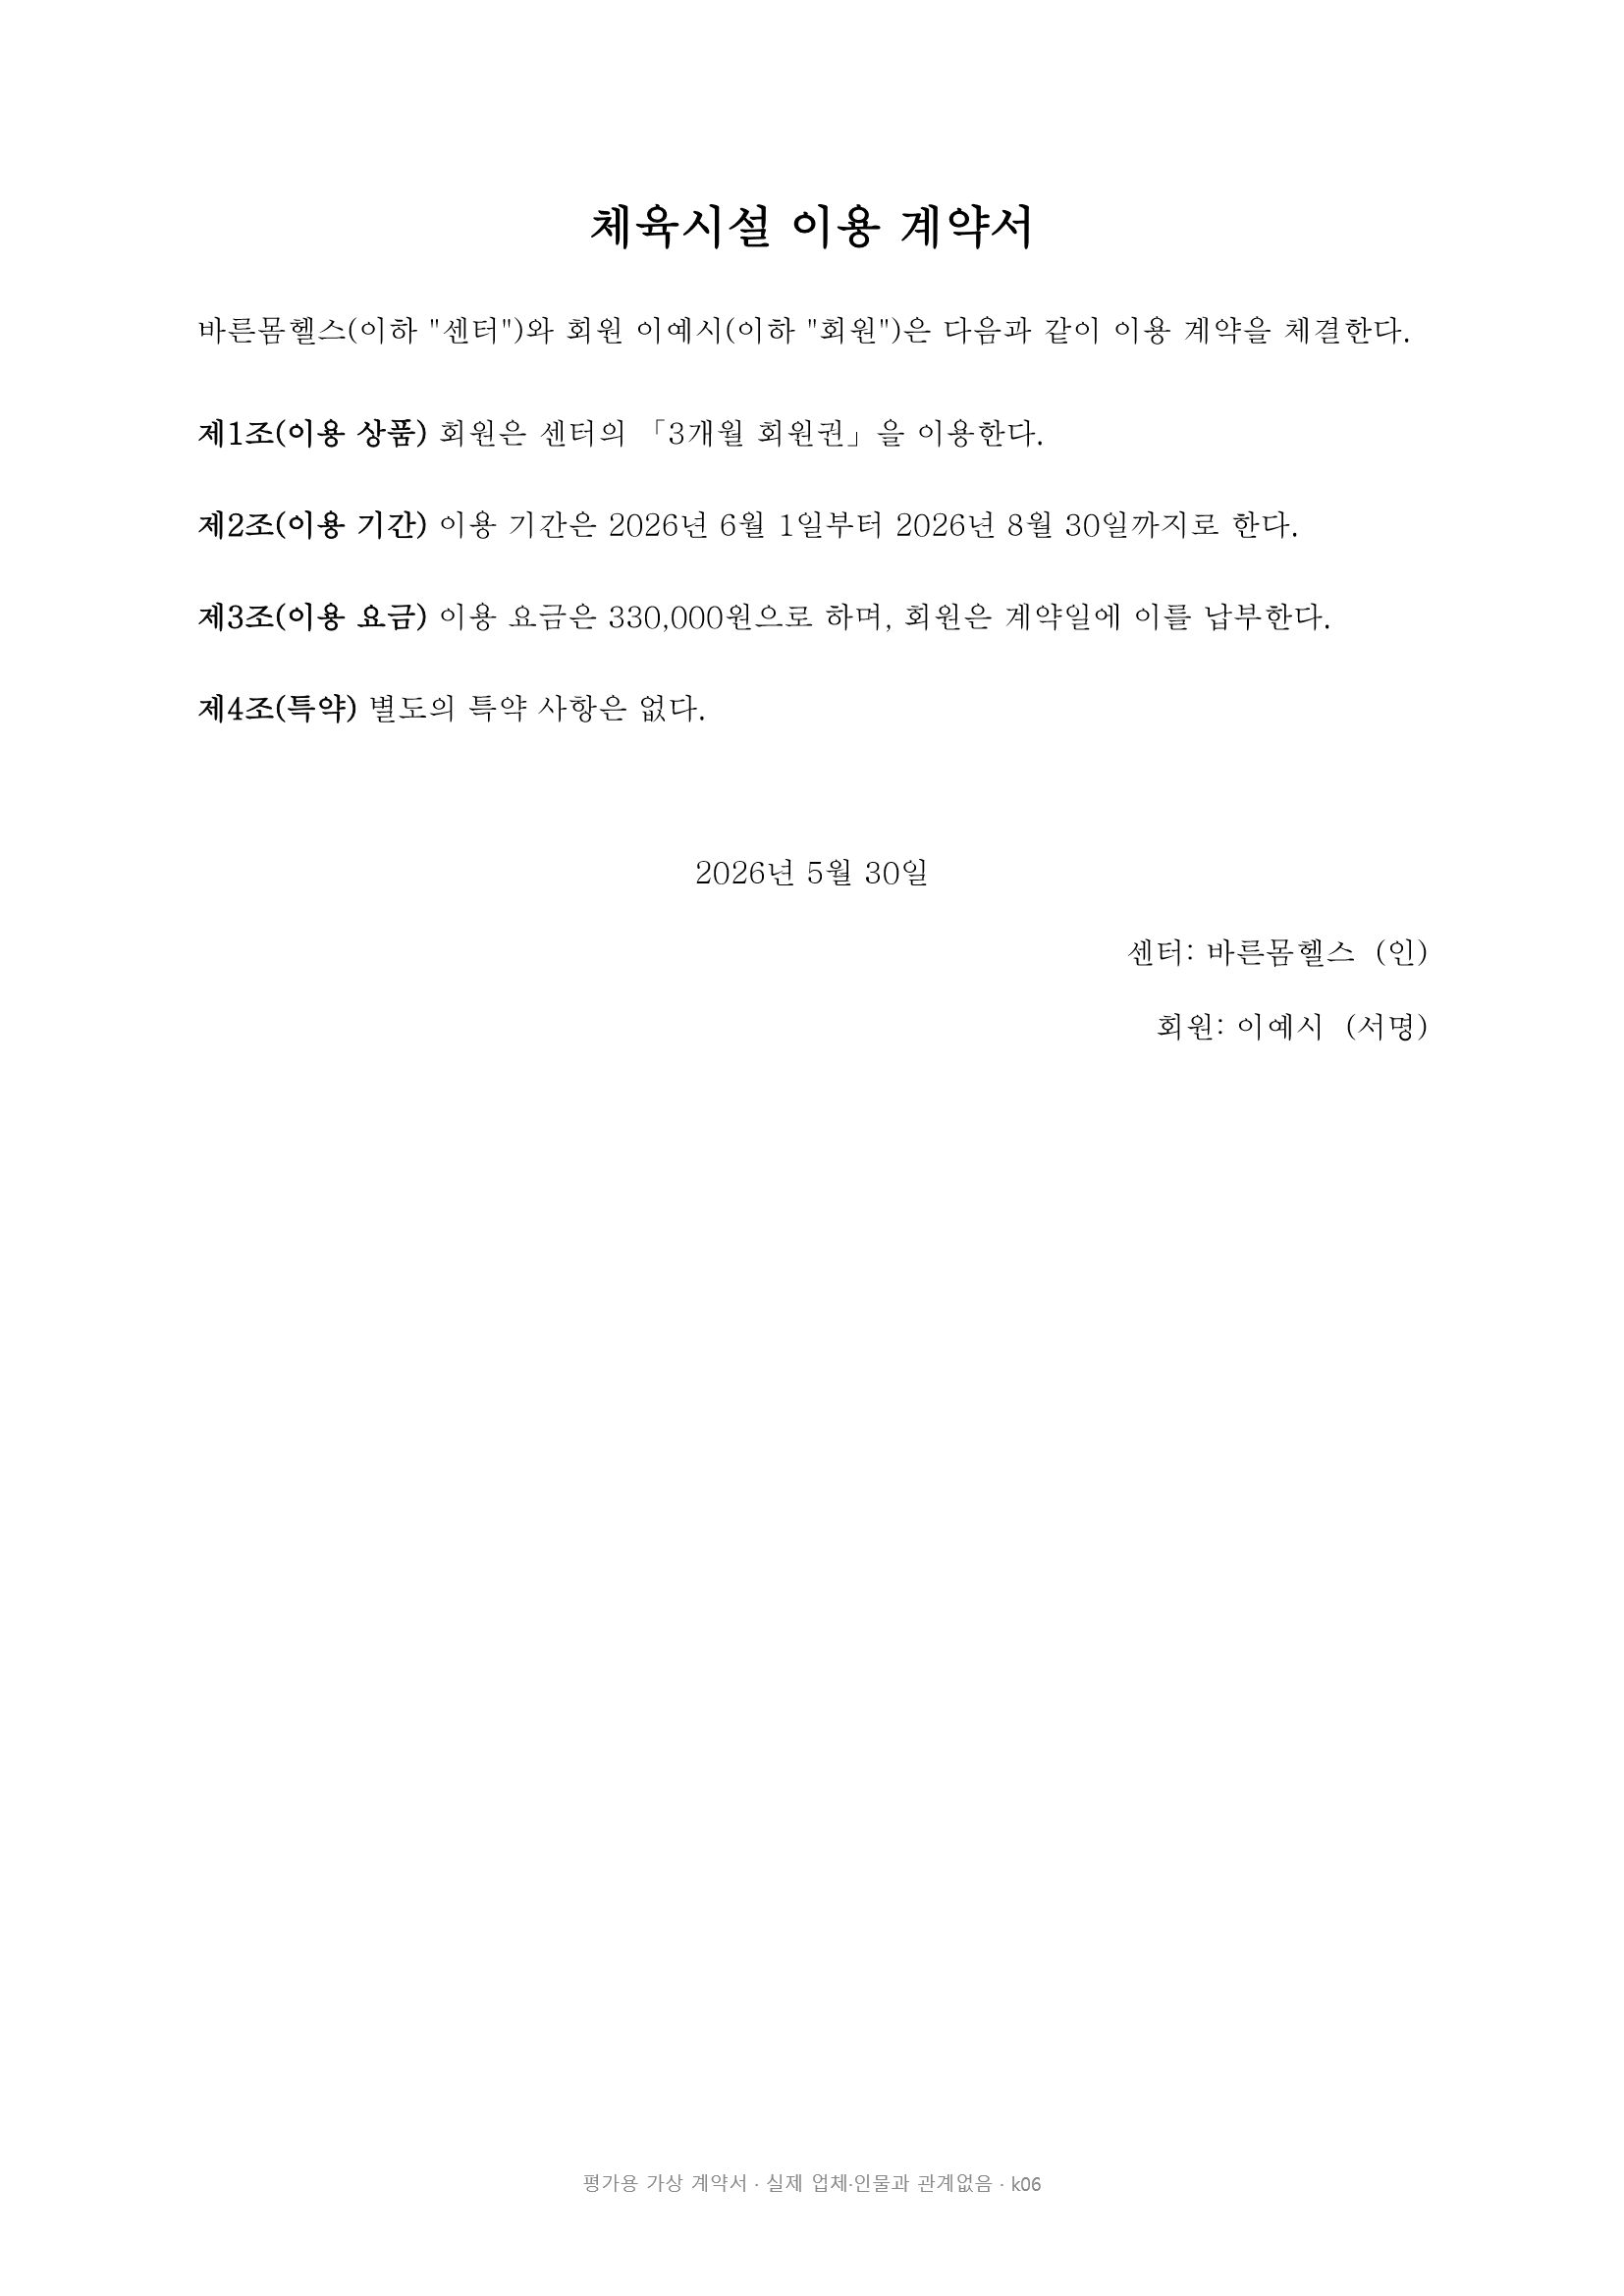 체육시설 이용 계약서
바른몸헬스(이하 "센터")와 회원 이예시(이하 "회원")은 다음과 같이 이용 계약을 체결한다.
제1조(이용 상품) 회원은 센터의 「3개월 회원권」을 이용한다.
제2조(이용 기간) 이용 기간은 2026년 6월 1일부터 2026년 8월 30일까지로 한다.
제3조(이용 요금) 이용 요금은 330,000원으로 하며, 회원은 계약일에 이를 납부한다.
제4조(특약) 별도의 특약 사항은 없다.
2026년 5월 30일
센터: 바른몸헬스 (인)
회원: 이예시 (서명)
평가용 가상 계약서 · 실제 업체·인물과 관계없음 · k06